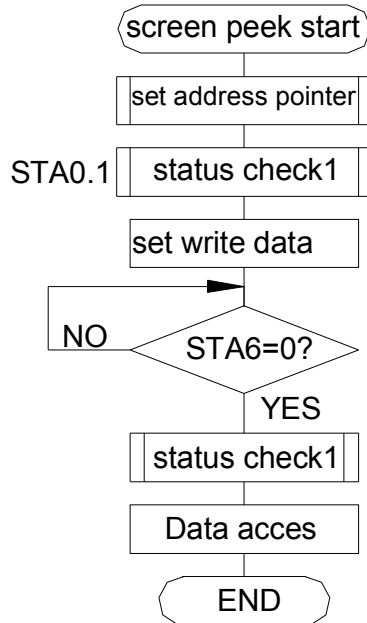 screen peek start
set address pointer
STA0.1 status check1
set write data
NO
STA6=0?
YES
status check1
Data acces
END